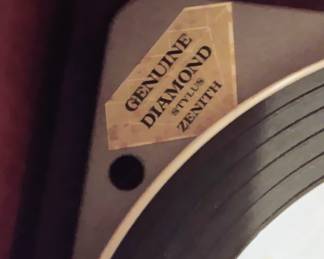 GENUINE
DIAMOND
STYLUS
ZENITH